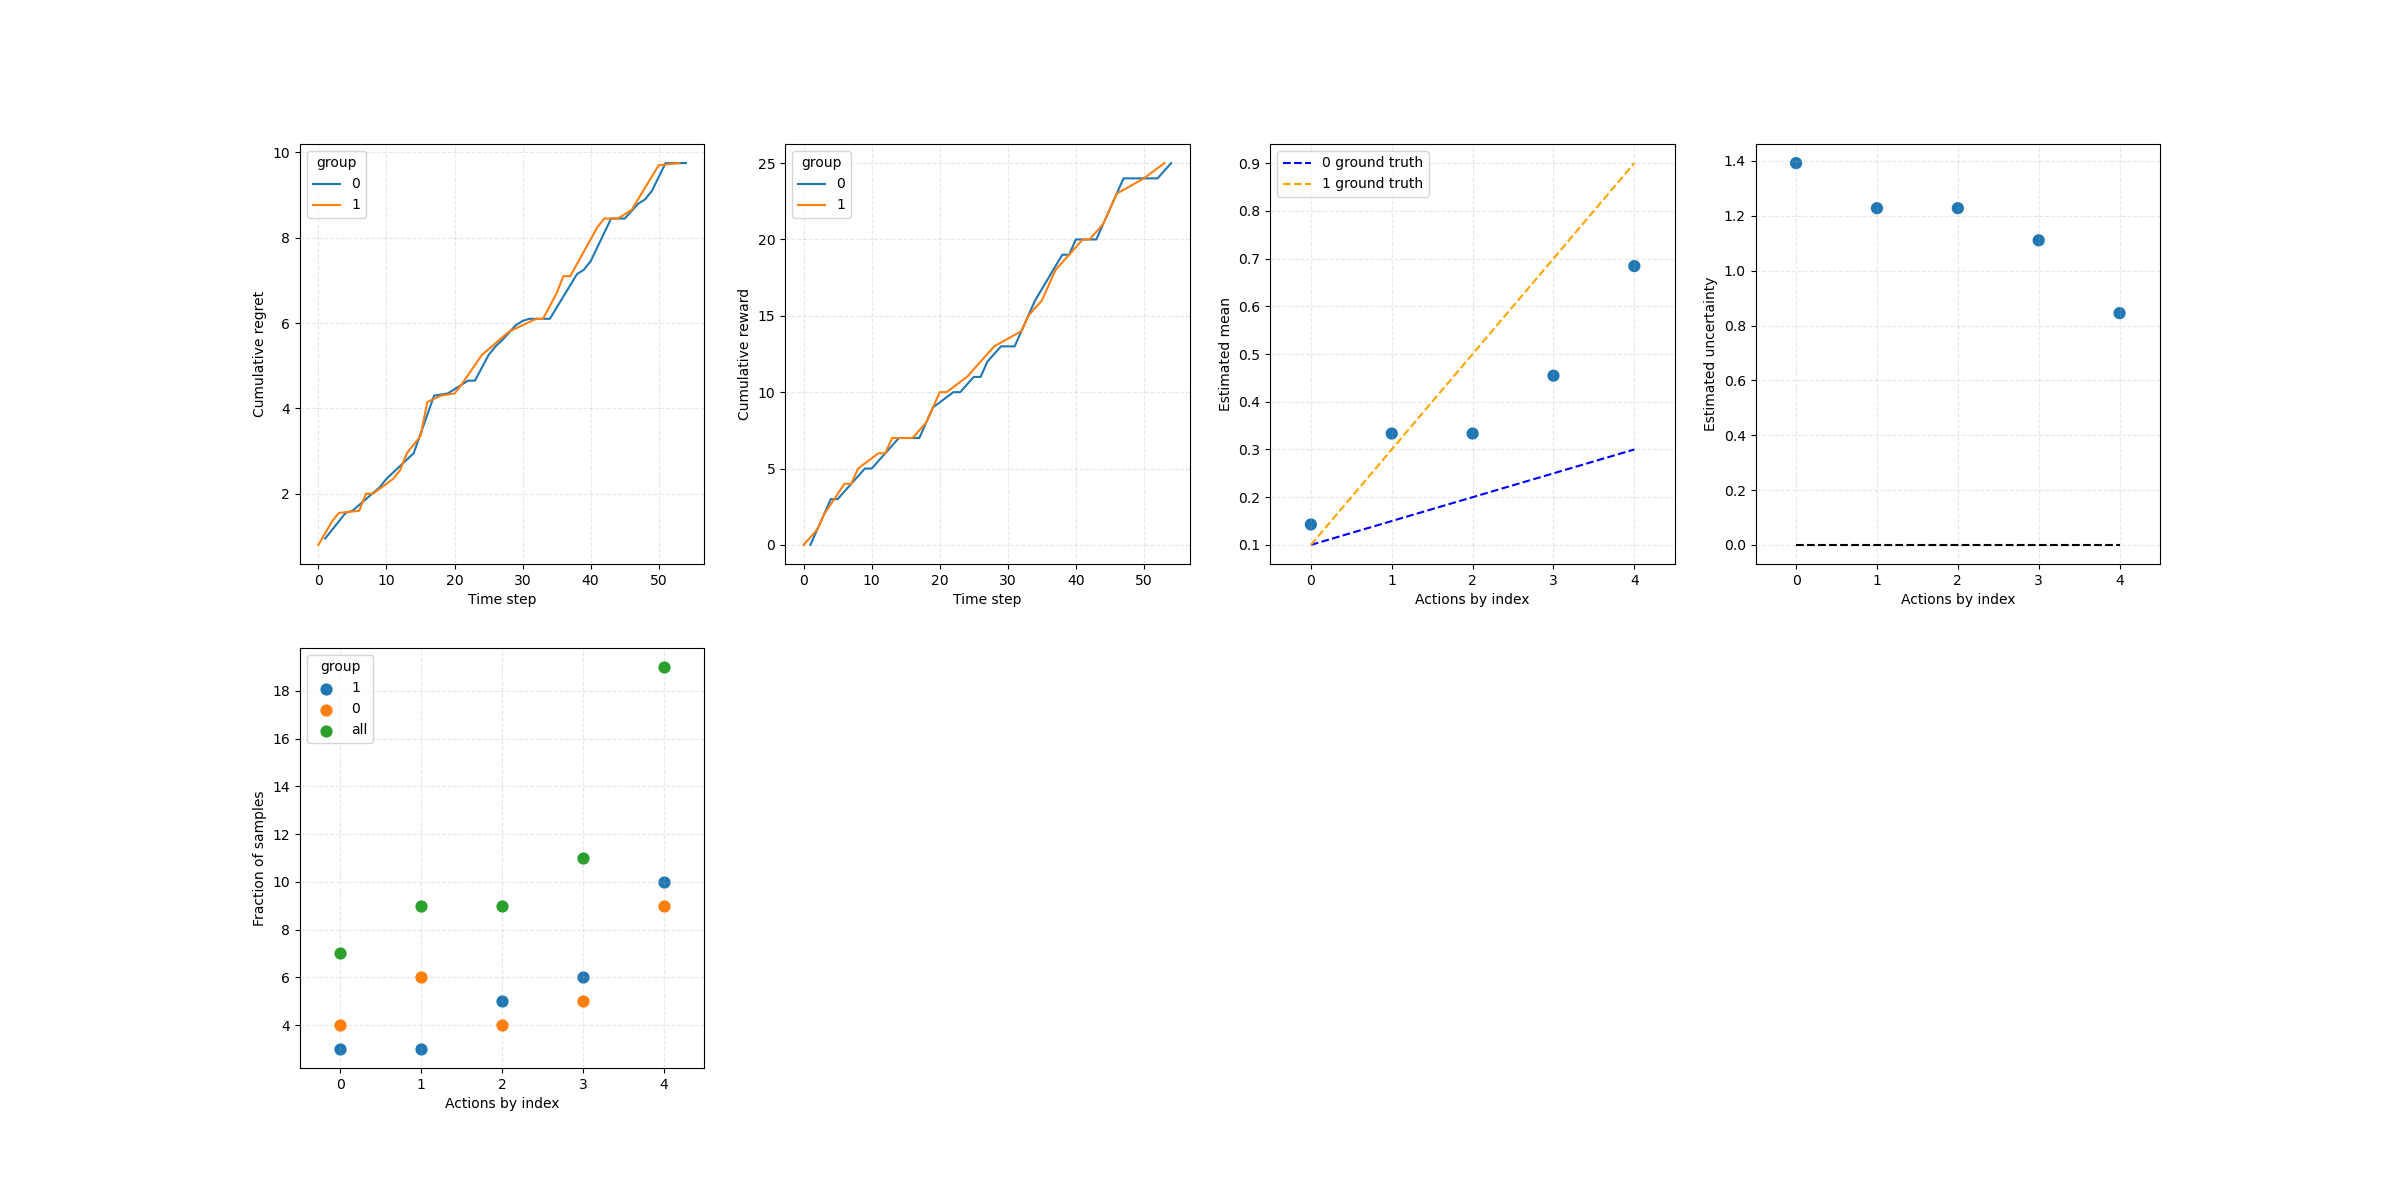 group
0
1
10
8
6
4
2
Cumulative regret
0 10 20 30 40 50
Time step
group
0
1
25
20
15
10
5
0
Cumulative reward
0 10 20 30 40 50
Time step
0 ground truth
1 ground truth
0.9
0.8
0.7
0.6
0.5
0.4
0.3
0.2
0.1
Estimated mean
0 1 2 3 4
Actions by index
1.4
1.2
1.0
0.8
0.6
0.4
0.2
0.0
Estimated uncertainty
0 1 2 3 4
Actions by index
group
1
0
all
18
16
14
12
10
8
6
4
Fraction of samples
0 1 2 3 4
Actions by index